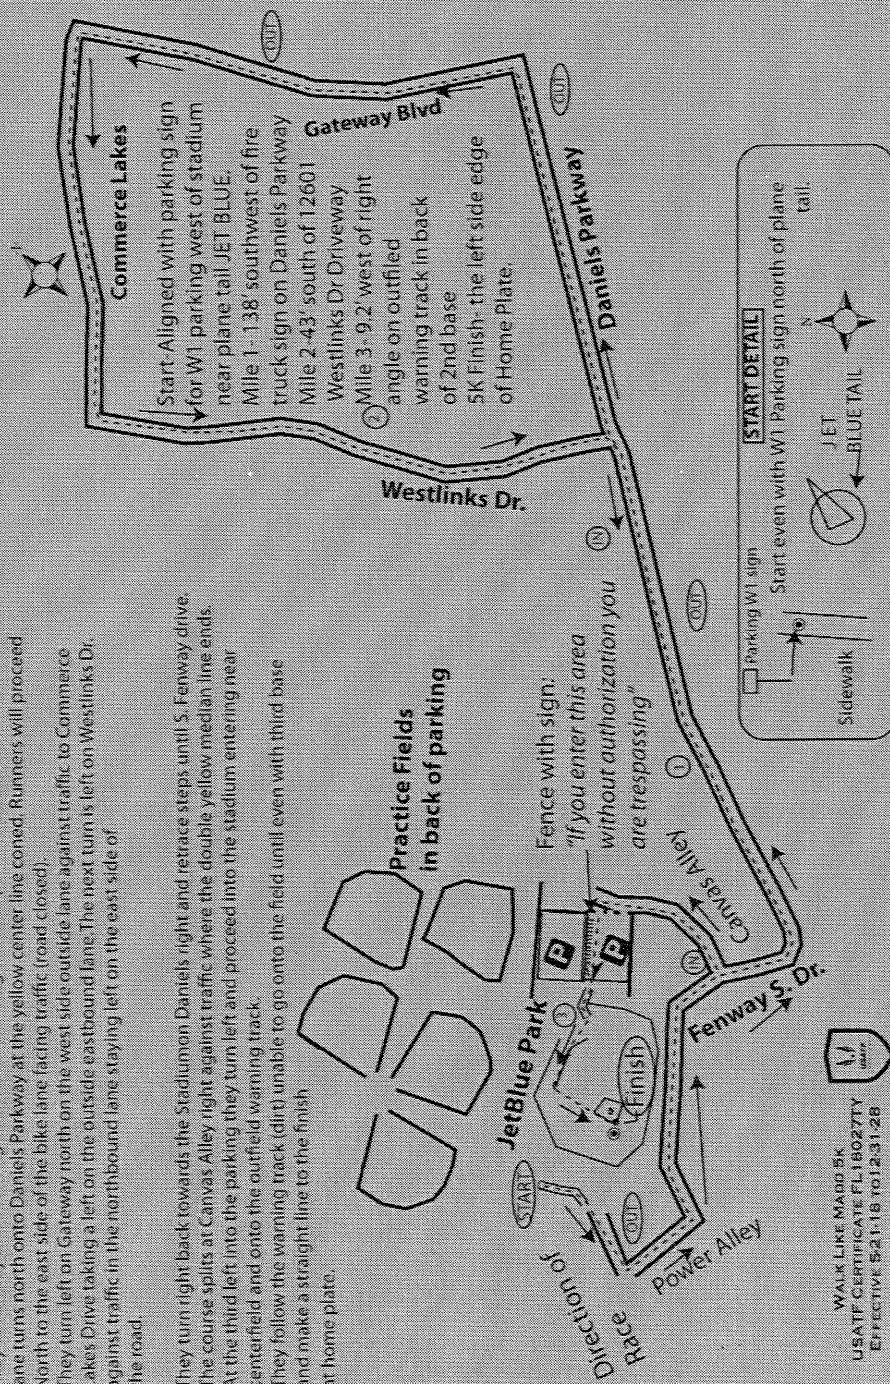 lane turns north onto Daniels Parkway at the yellow center line coned. Runners will proceed
North to the east side of the bike lane facing traffic (road closed).
They turn left on Gateway north on the west side outside lane against traffic to Commerce
Lakes Drive taking a left on the outside eastbound lane.The next turn is left on Westlinks Dr.
against traffic in the northbound lane staying left on the east side of
the road.
They turn right back towards the Stadiumon Daniels right and retrace steps until S. Fenway drive.
The course splits at Canvas Alley right against traffic where the double yellow median line ends.
At the third left into the parking they turn left and proceed into the stadium entering near
centerfield and onto the outfield warning track.
They follow the warning track (dirt) unable to go onto the field until even with third base
and make a straight line to the finish
at home plate.
Commerce Lakes
OUT
Gateway Blvd
OUT
Start-Aligned with parking sign
for W1 parking west of stadium
near plane tail JET BLUE.
Mile 1 - 138' southwest of fire
truck sign on Daniels Parkway
Mile 2-43' south of 12601
Westlinks Dr Driveway
Mile 3 - 9.2' west of right
angle on outfied
warning track in back
of 2nd base
5K Finish- the left side edge
of Home Plate.
2
Westlinks Dr.
Daniels Parkway
IN
OUT
Practice Fields
in back of parking
Fence with sign:
"If you enter this area
without authorization you
are trespassing"
1
Canvas Alley
P
P
IN
JetBlue Park
Finish
Fenway S. Dr.
START
OUT
Direction of
Race
Power Alley
START DETAIL
Parking W1 sign
Start even with W1 Parking sign north of plane
tail.
Sidewalk
JET
BLUE TAIL
N
WALK LIKE MADD 5K
USATF CERTIFICATE FL18027TY
EFFECTIVE 5-21-18 TO12-31-28
USATF